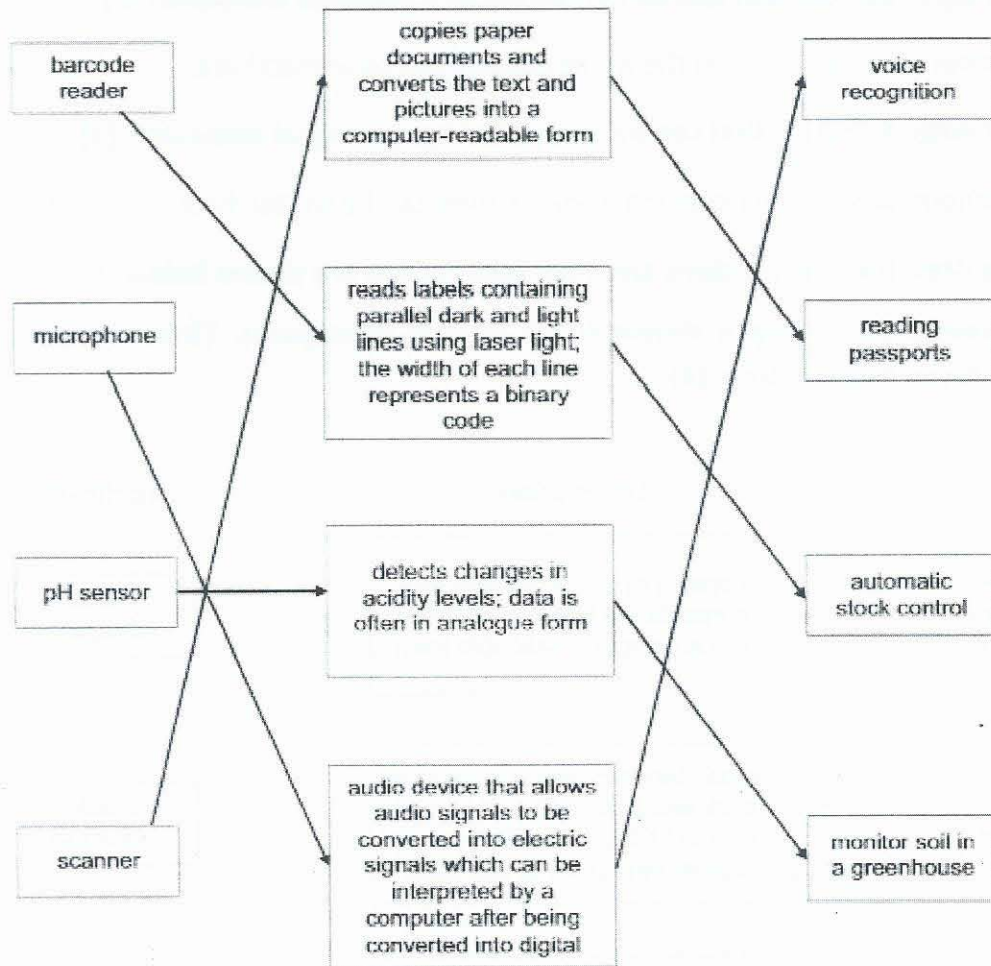 barcode
reader
copies paper
documents and
converts the text and
pictures into a
computer-readable form
voice
recognition
microphone
reads labels containing
parallel dark and light
lines using laser light;
the width of each line
represents a binary
code
reading
passports
pH sensor
detects changes in
acidity levels; data is
often in analogue form
automatic
stock control
scanner
audio device that allows
audio signals to be
converted into electric
signals which can be
interpreted by a
computer after being
converted into digital
monitor soil in
a greenhouse